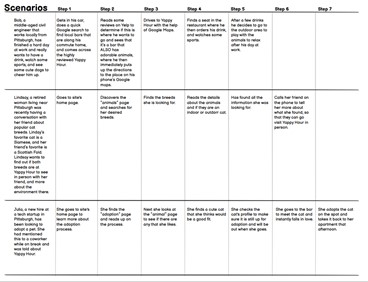 Scenarios
Step 1
Step 2
Step 3
Step 4
Step 5
Step 6
Step 7
Bob, a
middle-aged civil
engineer that
works locally from
Pittsburgh, has
finished a hard day
at work and really
wants to have a
drink, watch some
sports, and see
some cute dogs to
cheer him up.
Gets in his car,
does a quick
Google search to
find local bars that
are along his
commute home,
and comes across
the highly
reviewed Yappy
Hour
Reads some
reviews on Yelp to
determine if this is
where he wants to
go and sees that
it's a bar that
ALSO has
adorable animals,
where he then
immediately puts
up the directions
to the place on his
phone's Google
maps.
Drives to Yappy
Hour with the help
of Google Maps.
Finds a seat in the
restaurant where he
then orders his drink,
and watches some
sports.
After a few drinks
he decides to go
to the outdoor
area to play
with the animals
to relax
after his day at
work.
Lindsay, a retired
woman living near
Pittsburgh was
recently having a
conversation with
her friend about
popular cat
breeds. Lindsay's
favorite cat is a
Siamese, and her
friend's favorite is
a Scottish Fold.
Lindsay wants to
find out if both
breeds are at
Yappy Hour to see
in person with her
friend, and more
about the
environment there.
Goes to site's
home page.
Discovers the
"animals" page
and searches for
her desired
breeds.
Finds the breeds
she is looking for.
Reads the details
about the animals
and if they are an
indoor or outdoor cat.
Has found all the
information she was
looking for
Calls her friend
on the phone to
tell her more
about what
she found, so
that they can go
visit Yappy Hour in
person.
Julia, a new hire at
a tech startup in
Pittsburgh, has
been looking to
adopt a pet. She
had mentioned this
to a coworker
while on break and
was told about
Yappy Hour.
She goes to site's
home page to
learn more about
the adoption
process.
She finds the
"adoption" page
and reads up on
the process.
Next she looks at
the "animal" page
to see if there are
any that she likes.
She finds a cute cat
that she thinks would
be a good fit.
She checks the
cat's profile to make
sure it is still up for
adoption and will be
out when she goes.
She goes to the bar
to meet the cat and
instantly falls in love.
She adopts the cat
on the spot and
takes it back to her
apartment that
afternoon.